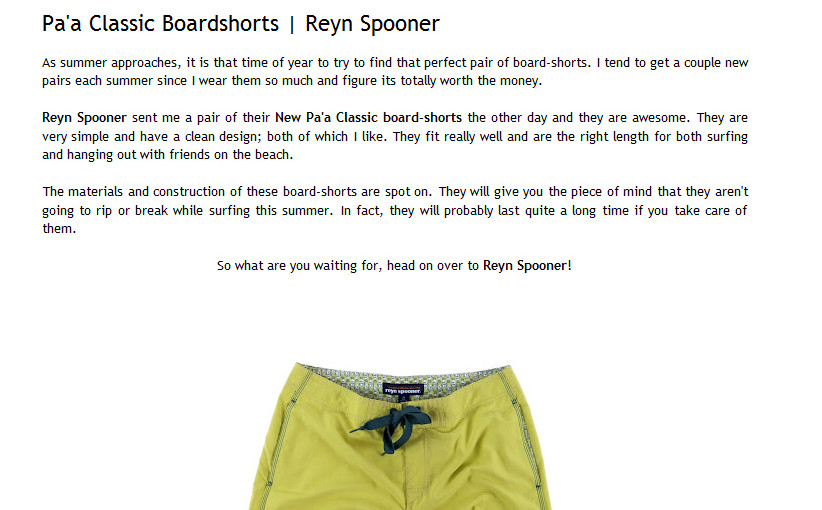 Pa'a Classic Boardshorts | Reyn Spooner
As summer approaches, it is that time of year to try to find that perfect pair of board-shorts. I tend to get a couple new
pairs each summer since I wear them so much and figure its totally worth the money.
Reyn Spooner sent me a pair of their New Pa'a Classic board-shorts the other day and they are awesome. They are
very simple and have a clean design; both of which I like. They fit really well and are the right length for both surfing
and hanging out with friends on the beach.
The materials and construction of these board-shorts are spot on. They will give you the piece of mind that they aren't
going to rip or break while surfing this summer. In fact, they will probably last quite a long time if you take care of
them.
So what are you waiting for, head on over to Reyn Spooner!
reyn spooner.